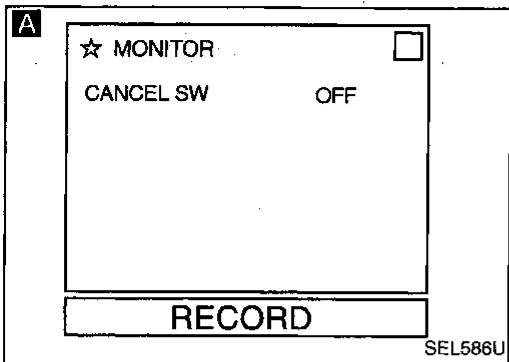 A
☆ MONITOR
CANCEL SW OFF
RECORD
SEL586U